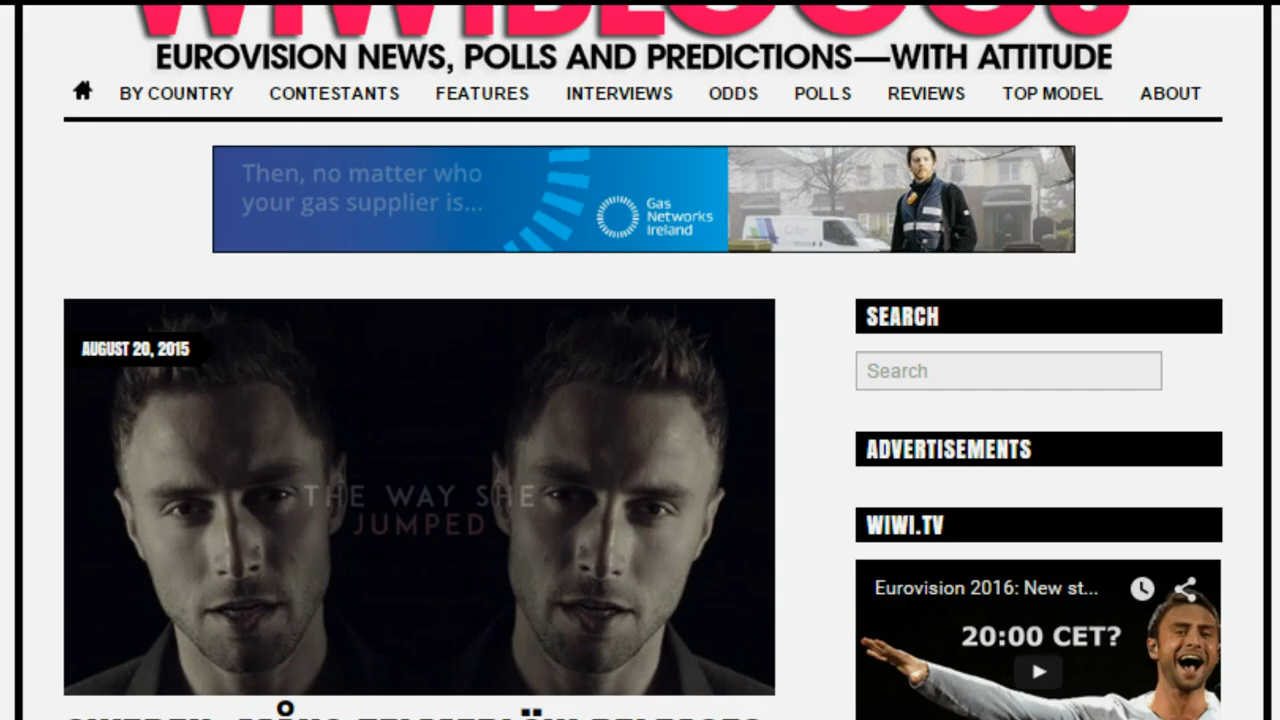 WIWIBLOGGS
EUROVISION NEWS, POLLS AND PREDICTIONS—WITH ATTITUDE
BY COUNTRY CONTESTANTS FEATURES INTERVIEWS ODDS POLLS REVIEWS TOP MODEL ABOUT
Then, no matter who
your gas supplier is...
Gas
Networks
Ireland
AUGUST 20, 2015
THE WAY SHE
JUMPED
SEARCH
Search
ADVERTISEMENTS
WIWI.TV
Eurovision 2016: New st...
20:00 CET?